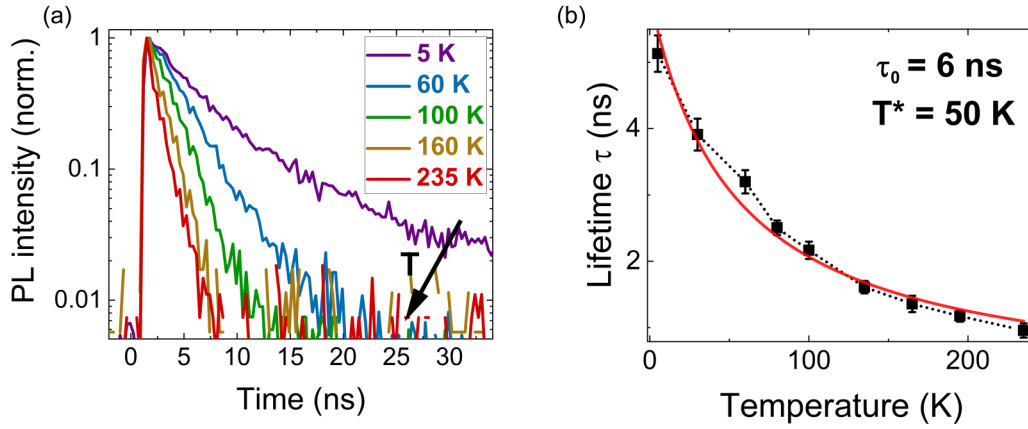 (a)
PL intensity (norm.)
1
0.1
0.01
5 K
60 K
100 K
160 K
235 K
T
0 5 10 15 20 25 30
Time (ns)
(b)
Lifetime τ (ns)
4
2
τ₀ = 6 ns
T* = 50 K
0 100 200
Temperature (K)